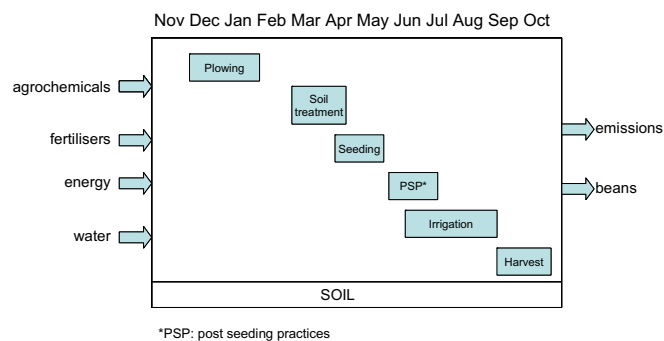 Nov Dec Jan Feb Mar Apr May Jun Jul Aug Sep Oct
Plowing
agrochemicals
Soil
treatment
emissions
fertilisers
Seeding
energy
PSP*
beans
Irrigation
water
Harvest
SOIL
*PSP: post seeding practices